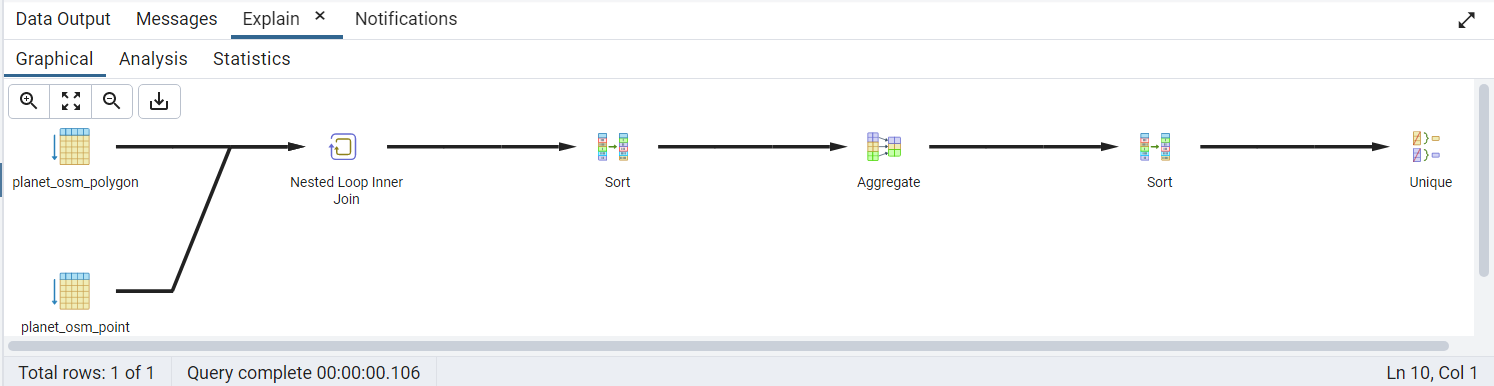 Data Output Messages Explain × Notifications
Graphical Analysis Statistics
planet_osm_polygon
Nested Loop Inner
Join
Sort
Aggregate
Sort
Unique
planet_osm_point
Total rows: 1 of 1 Query complete 00:00:00.106 Ln 10, Col 1